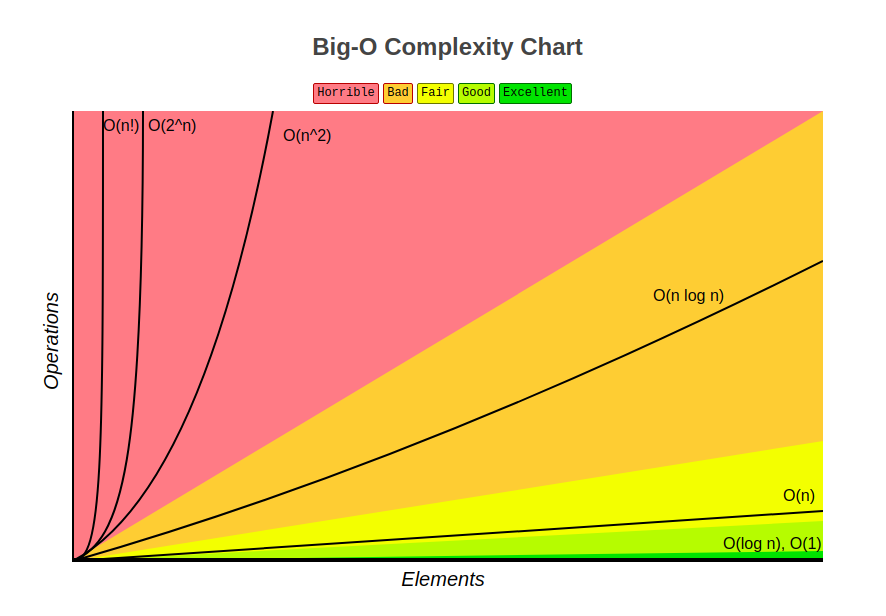 Big-O Complexity Chart
Horrible Bad Fair Good Excellent
O(n!) O(2^n)
O(n^2)
O(n log n)
O(n)
O(log n), O(1)
Operations
Elements